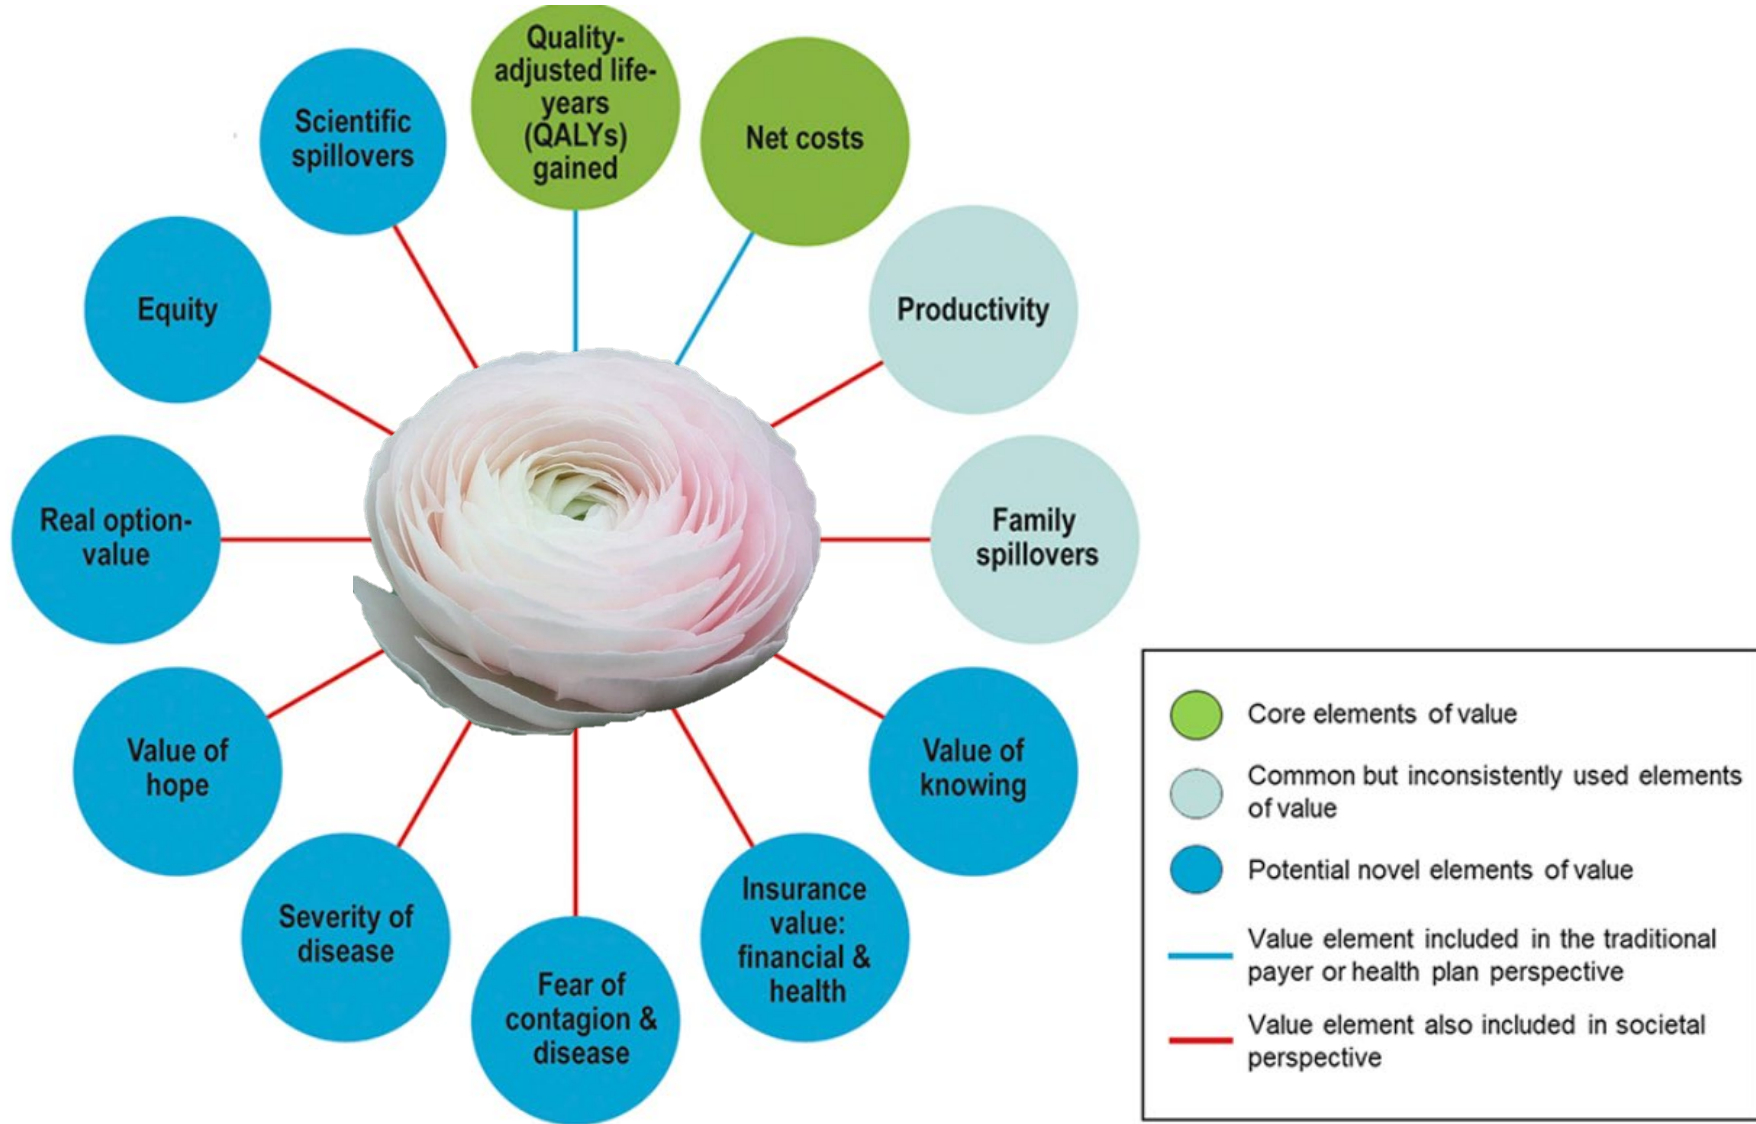 Quality-
adjusted life-
years
(QALYs)
gained
Net costs
Productivity
Family
spillovers
Value of
knowing
Insurance
value:
financial &
health
Fear of
contagion &
disease
Severity of
disease
Value of
hope
Real option-
value
Equity
Scientific
spillovers
Core elements of value
Common but inconsistently used elements
of value
Potential novel elements of value
Value element included in the traditional
payer or health plan perspective
Value element also included in societal
perspective